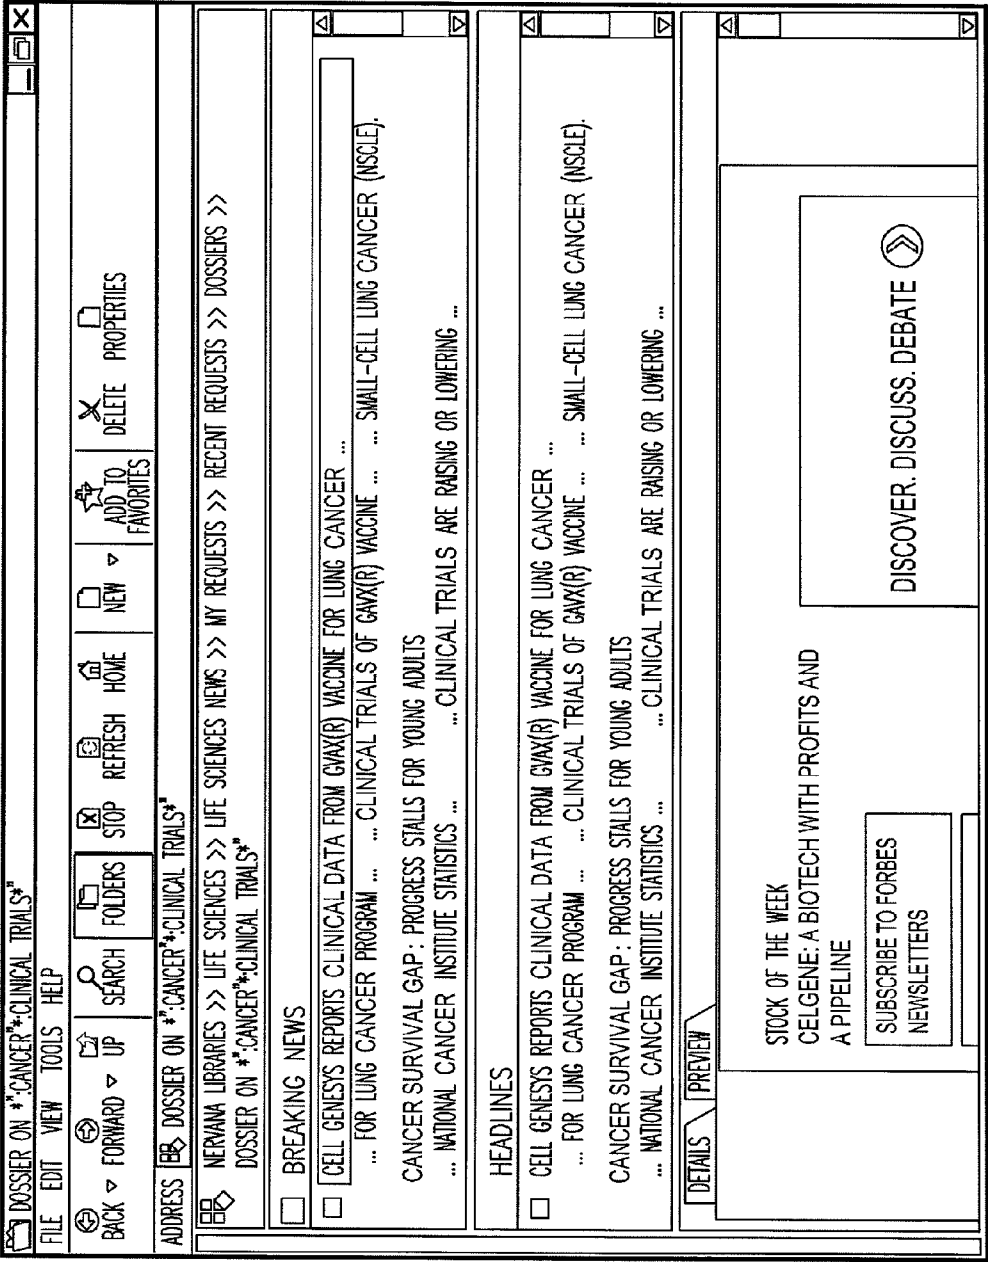 DOSSIER ON *":CANCER"*:CLINICAL TRIALS*"
FILE EDIT VIEW TOOLS HELP
BACK FORWARD UP SEARCH FOLDERS STOP REFRESH HOME NEW ADD TO FAVORITES DELETE PROPERTIES
ADDRESS DOSSIER ON *":CANCER"*:CLINICAL TRIALS*"
NERVANA LIBRARIES >> LIFE SCIENCES >> LIFE SCIENCES NEWS >> MY REQUESTS >> RECENT REQUESTS >> DOSSIERS >>
DOSSIER ON *":CANCER"*:CLINICAL TRIALS*"
BREAKING NEWS
CELL GENESYS REPORTS CLINICAL DATA FROM GVAX(R) VACCINE FOR LUNG CANCER ...
... FOR LUNG CANCER PROGRAM ... ... CLINICAL TRIALS OF GAVX(R) VACCINE ... ... SMALL-CELL LUNG CANCER (NSCLE).
CANCER SURVIVAL GAP: PROGRESS STALLS FOR YOUNG ADULTS
... NATIONAL CANCER INSTITUTE STATISTICS ... ... CLINICAL TRIALS ARE RAISING OR LOWERING ...
HEADLINES
CELL GENESYS REPORTS CLINICAL DATA FROM GVAX(R) VACCINE FOR LUNG CANCER ...
... FOR LUNG CANCER PROGRAM ... ... CLINICAL TRIALS OF GAVX(R) VACCINE ... ... SMALL-CELL LUNG CANCER (NSCLE).
CANCER SURVIVAL GAP: PROGRESS STALLS FOR YOUNG ADULTS
... NATIONAL CANCER INSTITUTE STATISTICS ... ... CLINICAL TRIALS ARE RAISING OR LOWERING ...
DETAILS PREVIEW
STOCK OF THE WEEK
CELGENE: A BIOTECH WITH PROFITS AND
A PIPELINE
SUBSCRIBE TO FORBES
NEWSLETTERS
DISCOVER. DISCUSS. DEBATE